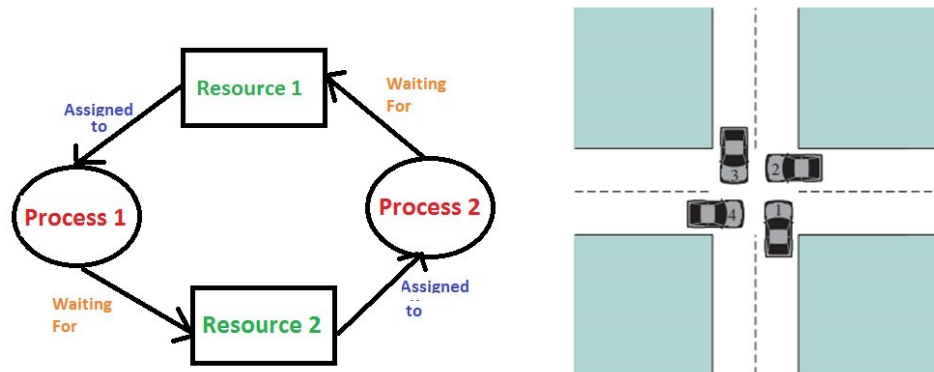 Resource 1
Waiting
For
Assigned
to
Process 1
Process 2
Waiting
For
Resource 2
Assigned
to
3
2
4
1